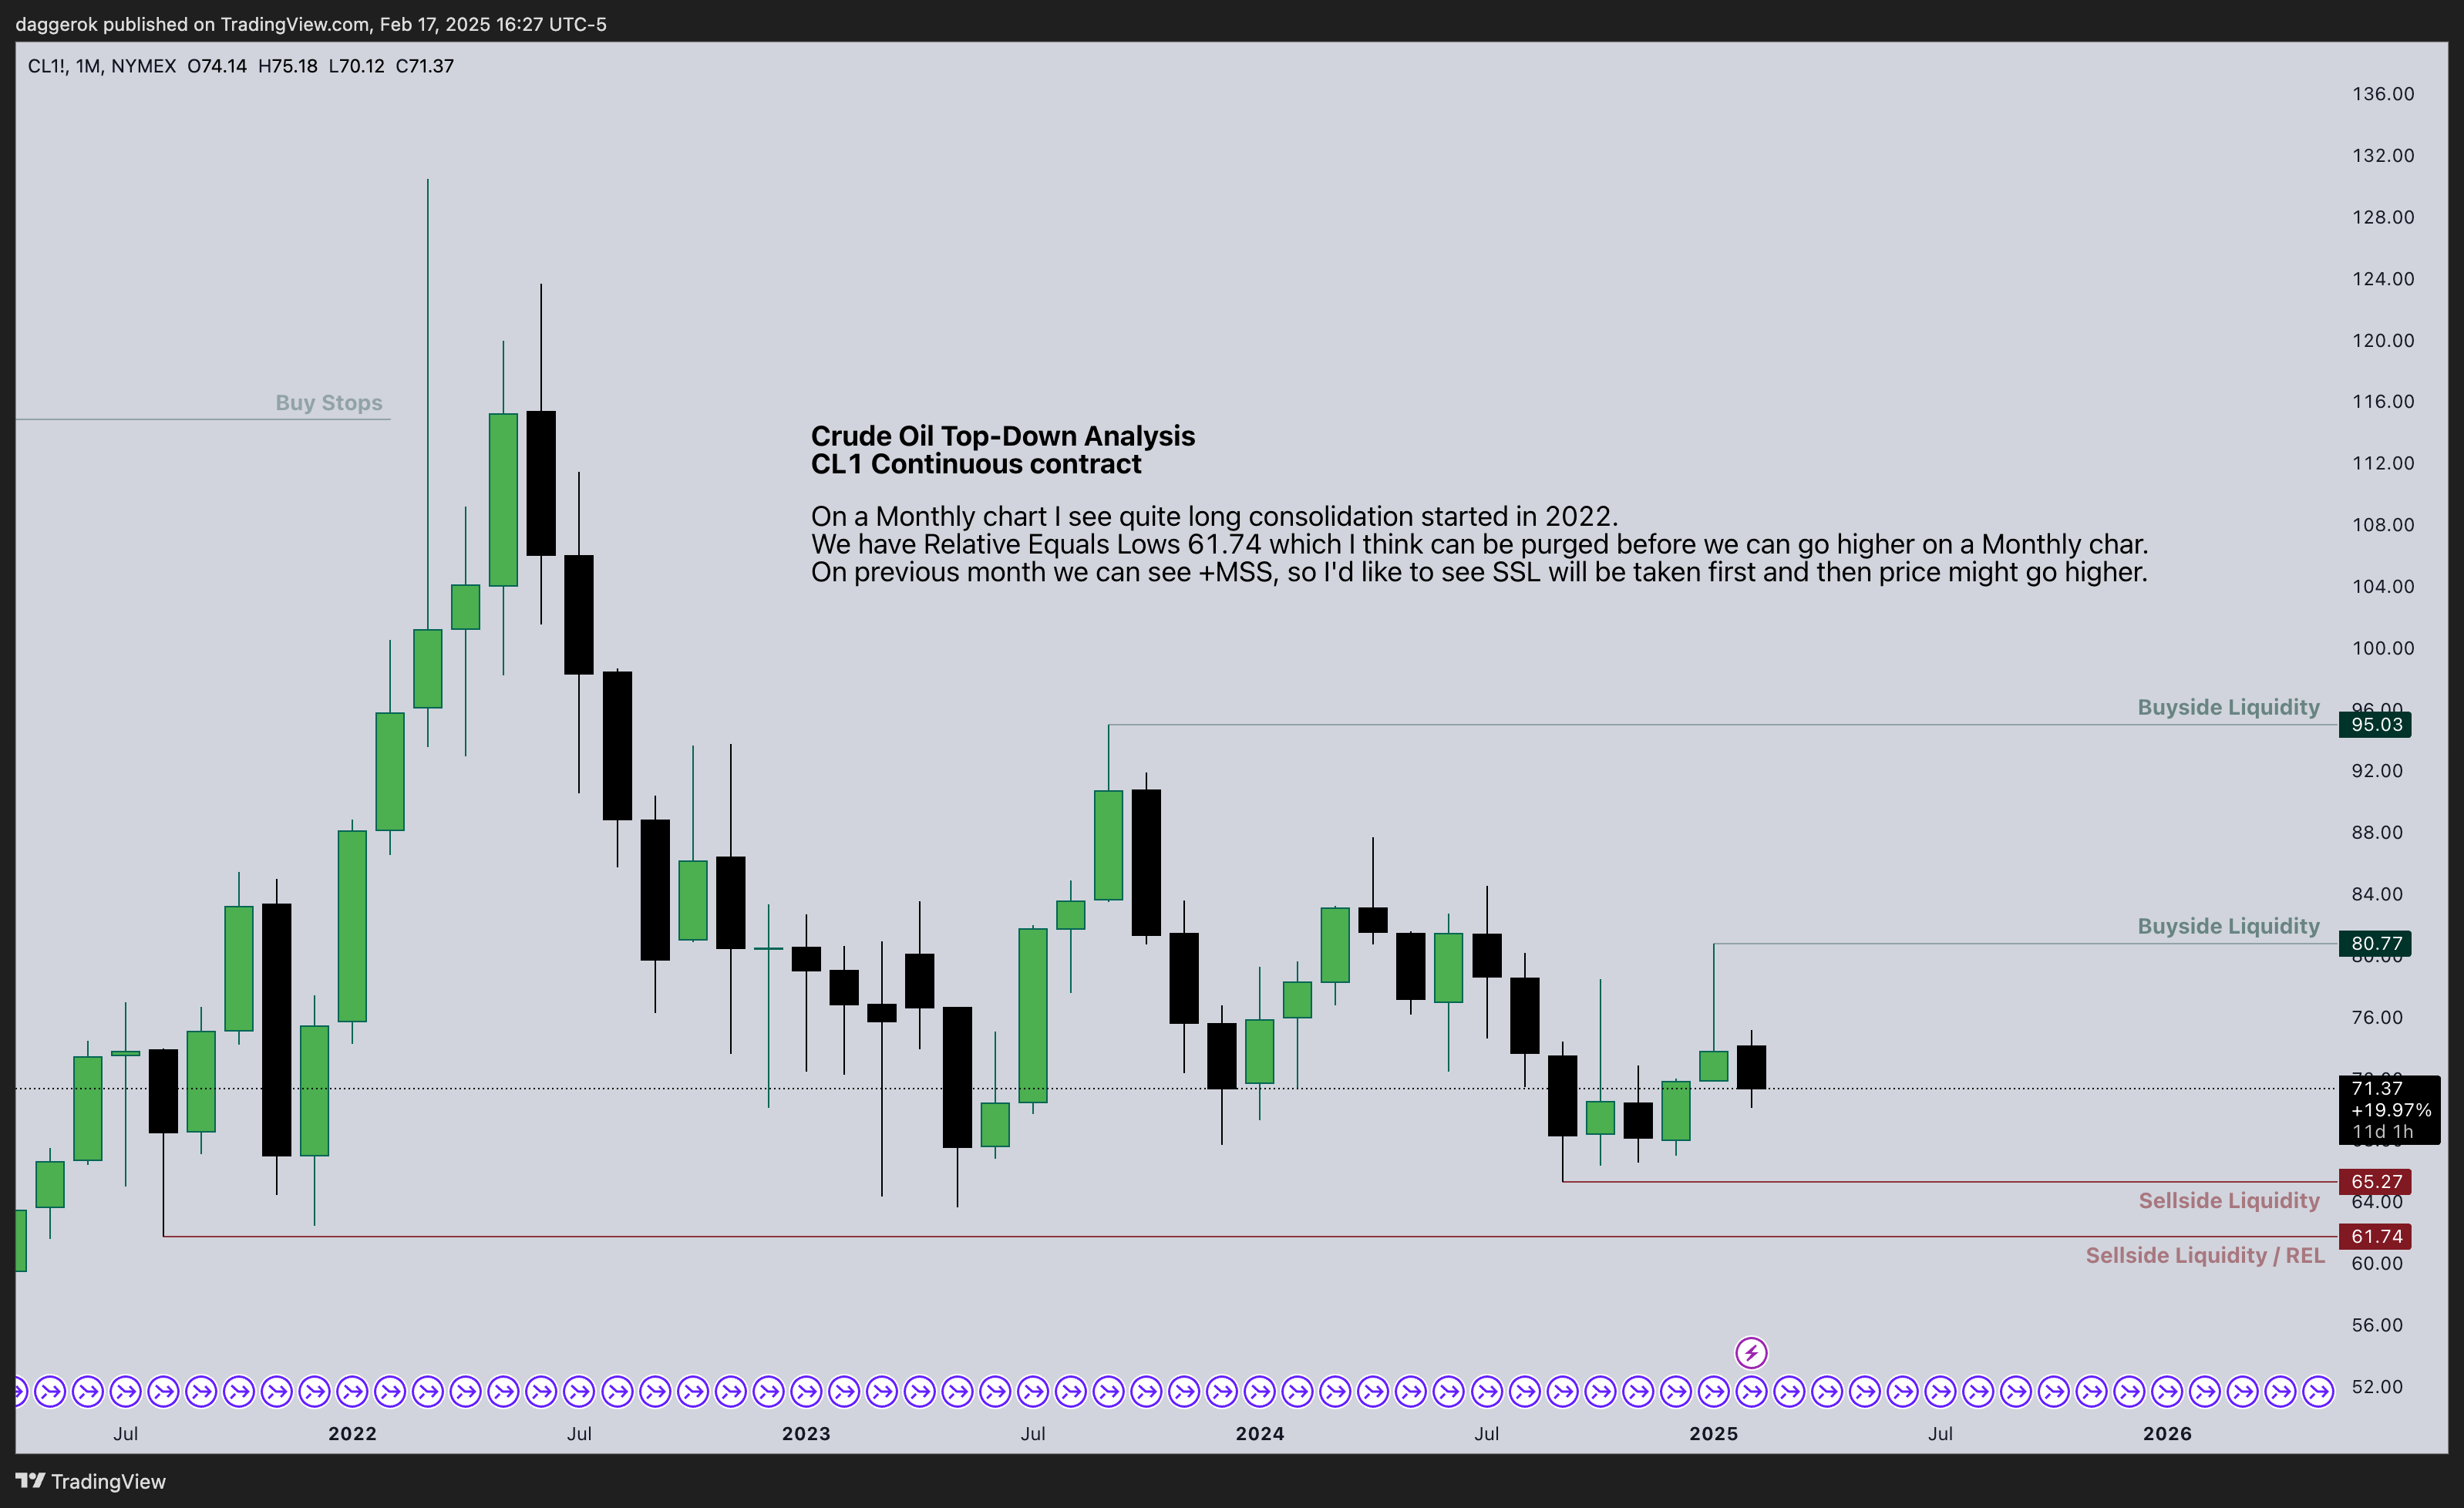 daggerok published on TradingView.com, Feb 17, 2025 16:27 UTC-5
CL1!, 1M, NYMEX O74.14 H75.18 L70.12 C71.37
136.00
132.00
128.00
124.00
120.00
Buy Stops
116.00
Crude Oil Top-Down Analysis
CL1 Continuous contract
112.00
On a Monthly chart I see quite long consolidation started in 2022.
We have Relative Equals Lows 61.74 which I think can be purged before we can go higher on a Monthly char.
On previous month we can see +MSS, so I'd like to see SSL will be taken first and then price might go higher.
108.00
104.00
100.00
Buyside Liquidity
96.00
95.03
92.00
88.00
84.00
Buyside Liquidity
80.77
80.00
76.00
71.37
+19.97%
11d 1h
65.27
Sellside Liquidity
64.00
61.74
Sellside Liquidity / REL
60.00
56.00
52.00
Jul 2022 Jul 2023 Jul 2024 Jul 2025 Jul 2026
TradingView